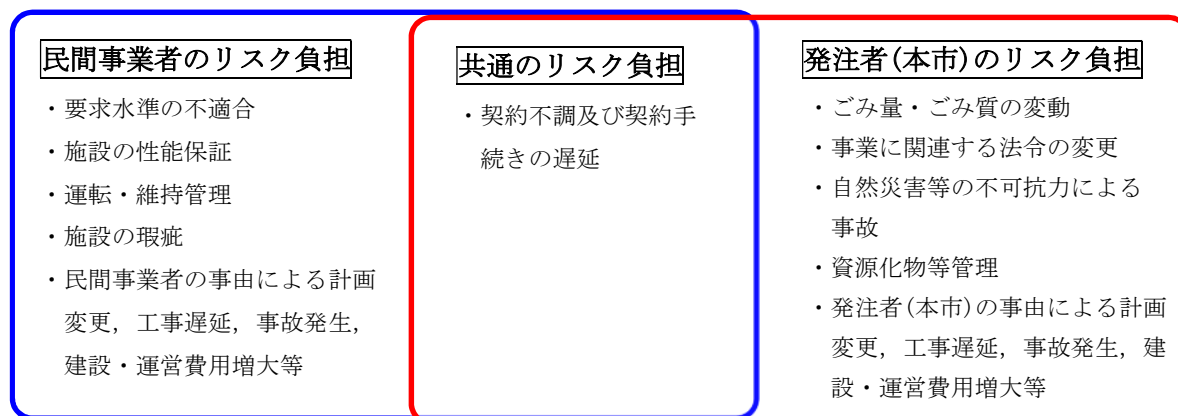 民間事業者のリスク負担
・要求水準の不適合
・施設の性能保証
・運転・維持管理
・施設の瑕疵
・民間事業者の事由による計画
変更，工事遅延，事故発生，
建設・運営費用増大等
共通のリスク負担
・契約不調及び契約手
続きの遅延
発注者(本市)のリスク負担
・ごみ量・ごみ質の変動
・事業に関連する法令の変更
・自然災害等の不可抗力による
事故
・資源化物等管理
・発注者(本市)の事由による計画
変更，工事遅延，事故発生，建
設・運営費用増大等